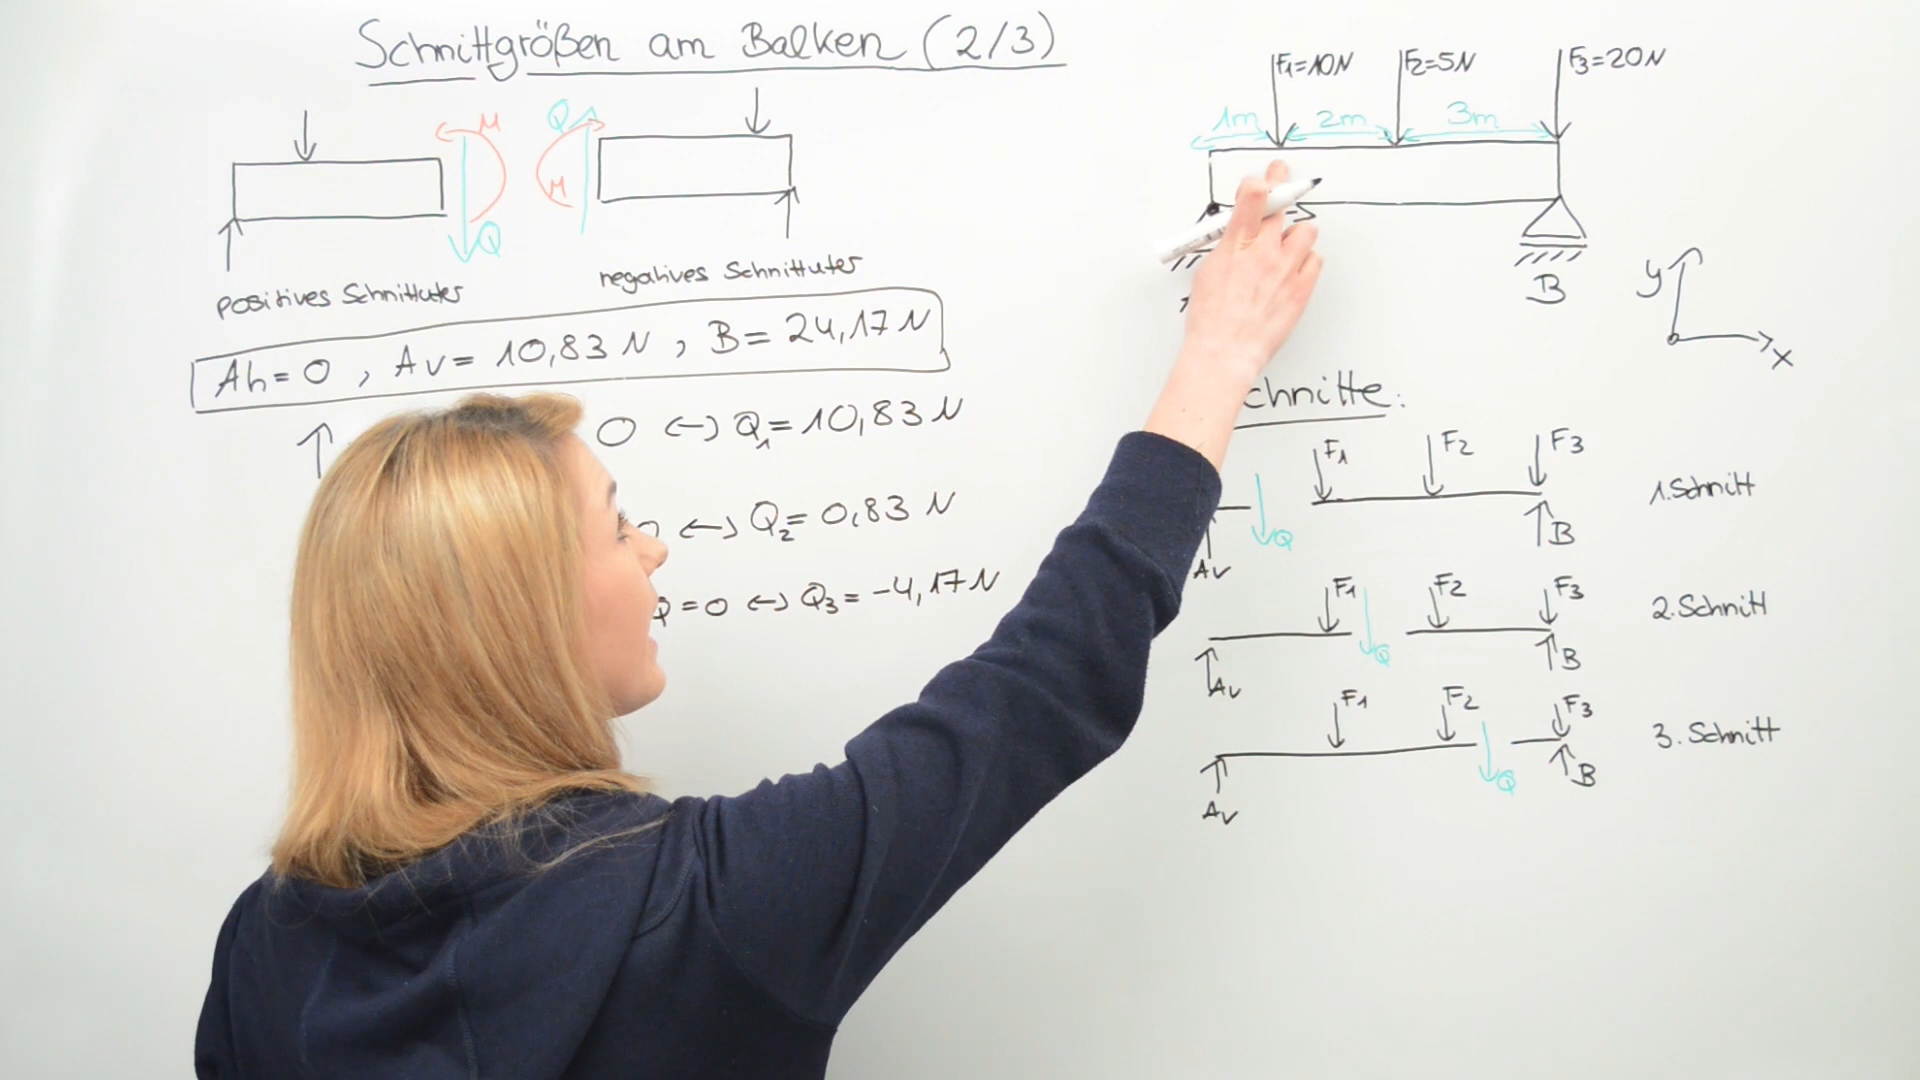 Schnittgrößen am Balken (2/3)
M
Q
M
Q
positives Schnittufer
negatives Schnittufer
Ah=0 , Av= 10,83 N , B= 24,17 N
↑ 0 ↔ Q1= 10,83 N
0 ↔ Q2= 0,83 N
Q=0 ↔ Q3= -4,17 N
F1=10N F2=5N F3=20N
1m 2m 3m
B
y
x
chnitte:
F1 F2 F3
1.Schnitt
Q
B
Av
F1 F2 F3
2.Schnitt
Q
B
Av
F1 F2 F3
3. Schnitt
Q
B
Av